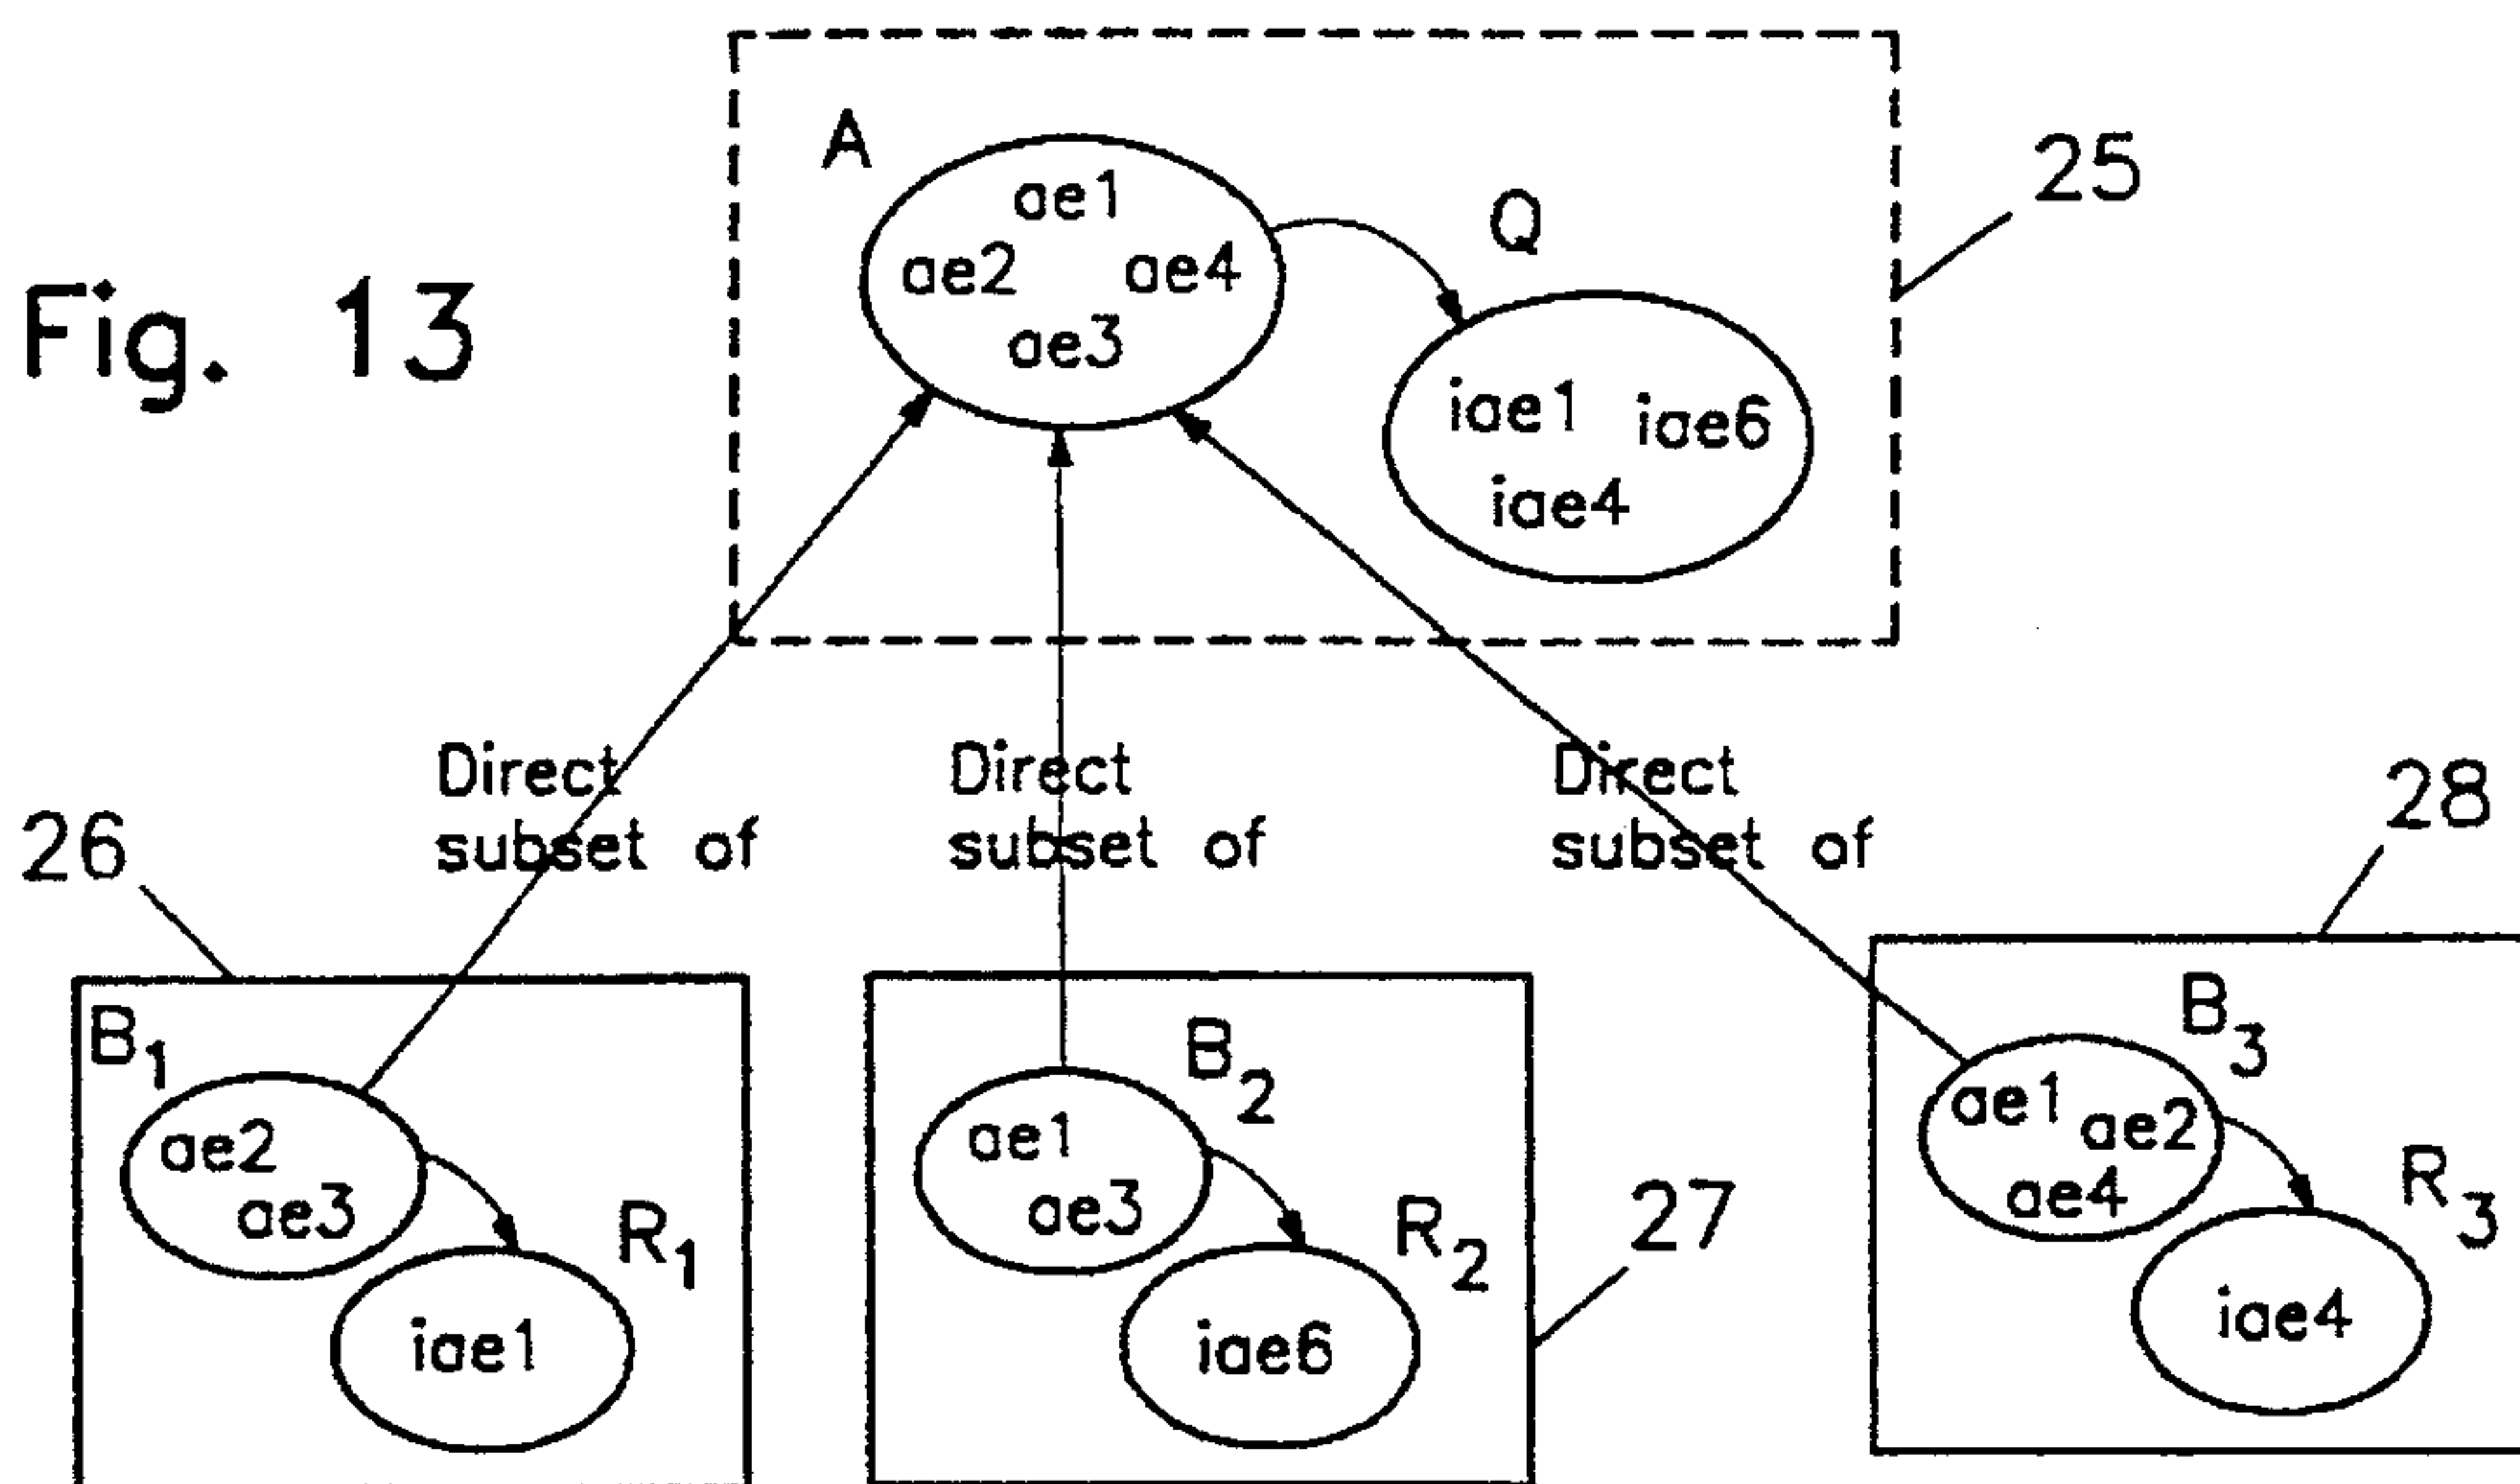 Fig. 13
A
ae1
ae2 ae4
ae3
Q
iae1 iae6
iae4
25
Direct
subset of
Direct
subset of
Direct
subset of
26
B1
ae2
ae3
R1
iae1
B2
ae1
ae3
R2
iae6
27
28
B3
ae1 ae2
ae4
R3
iae4